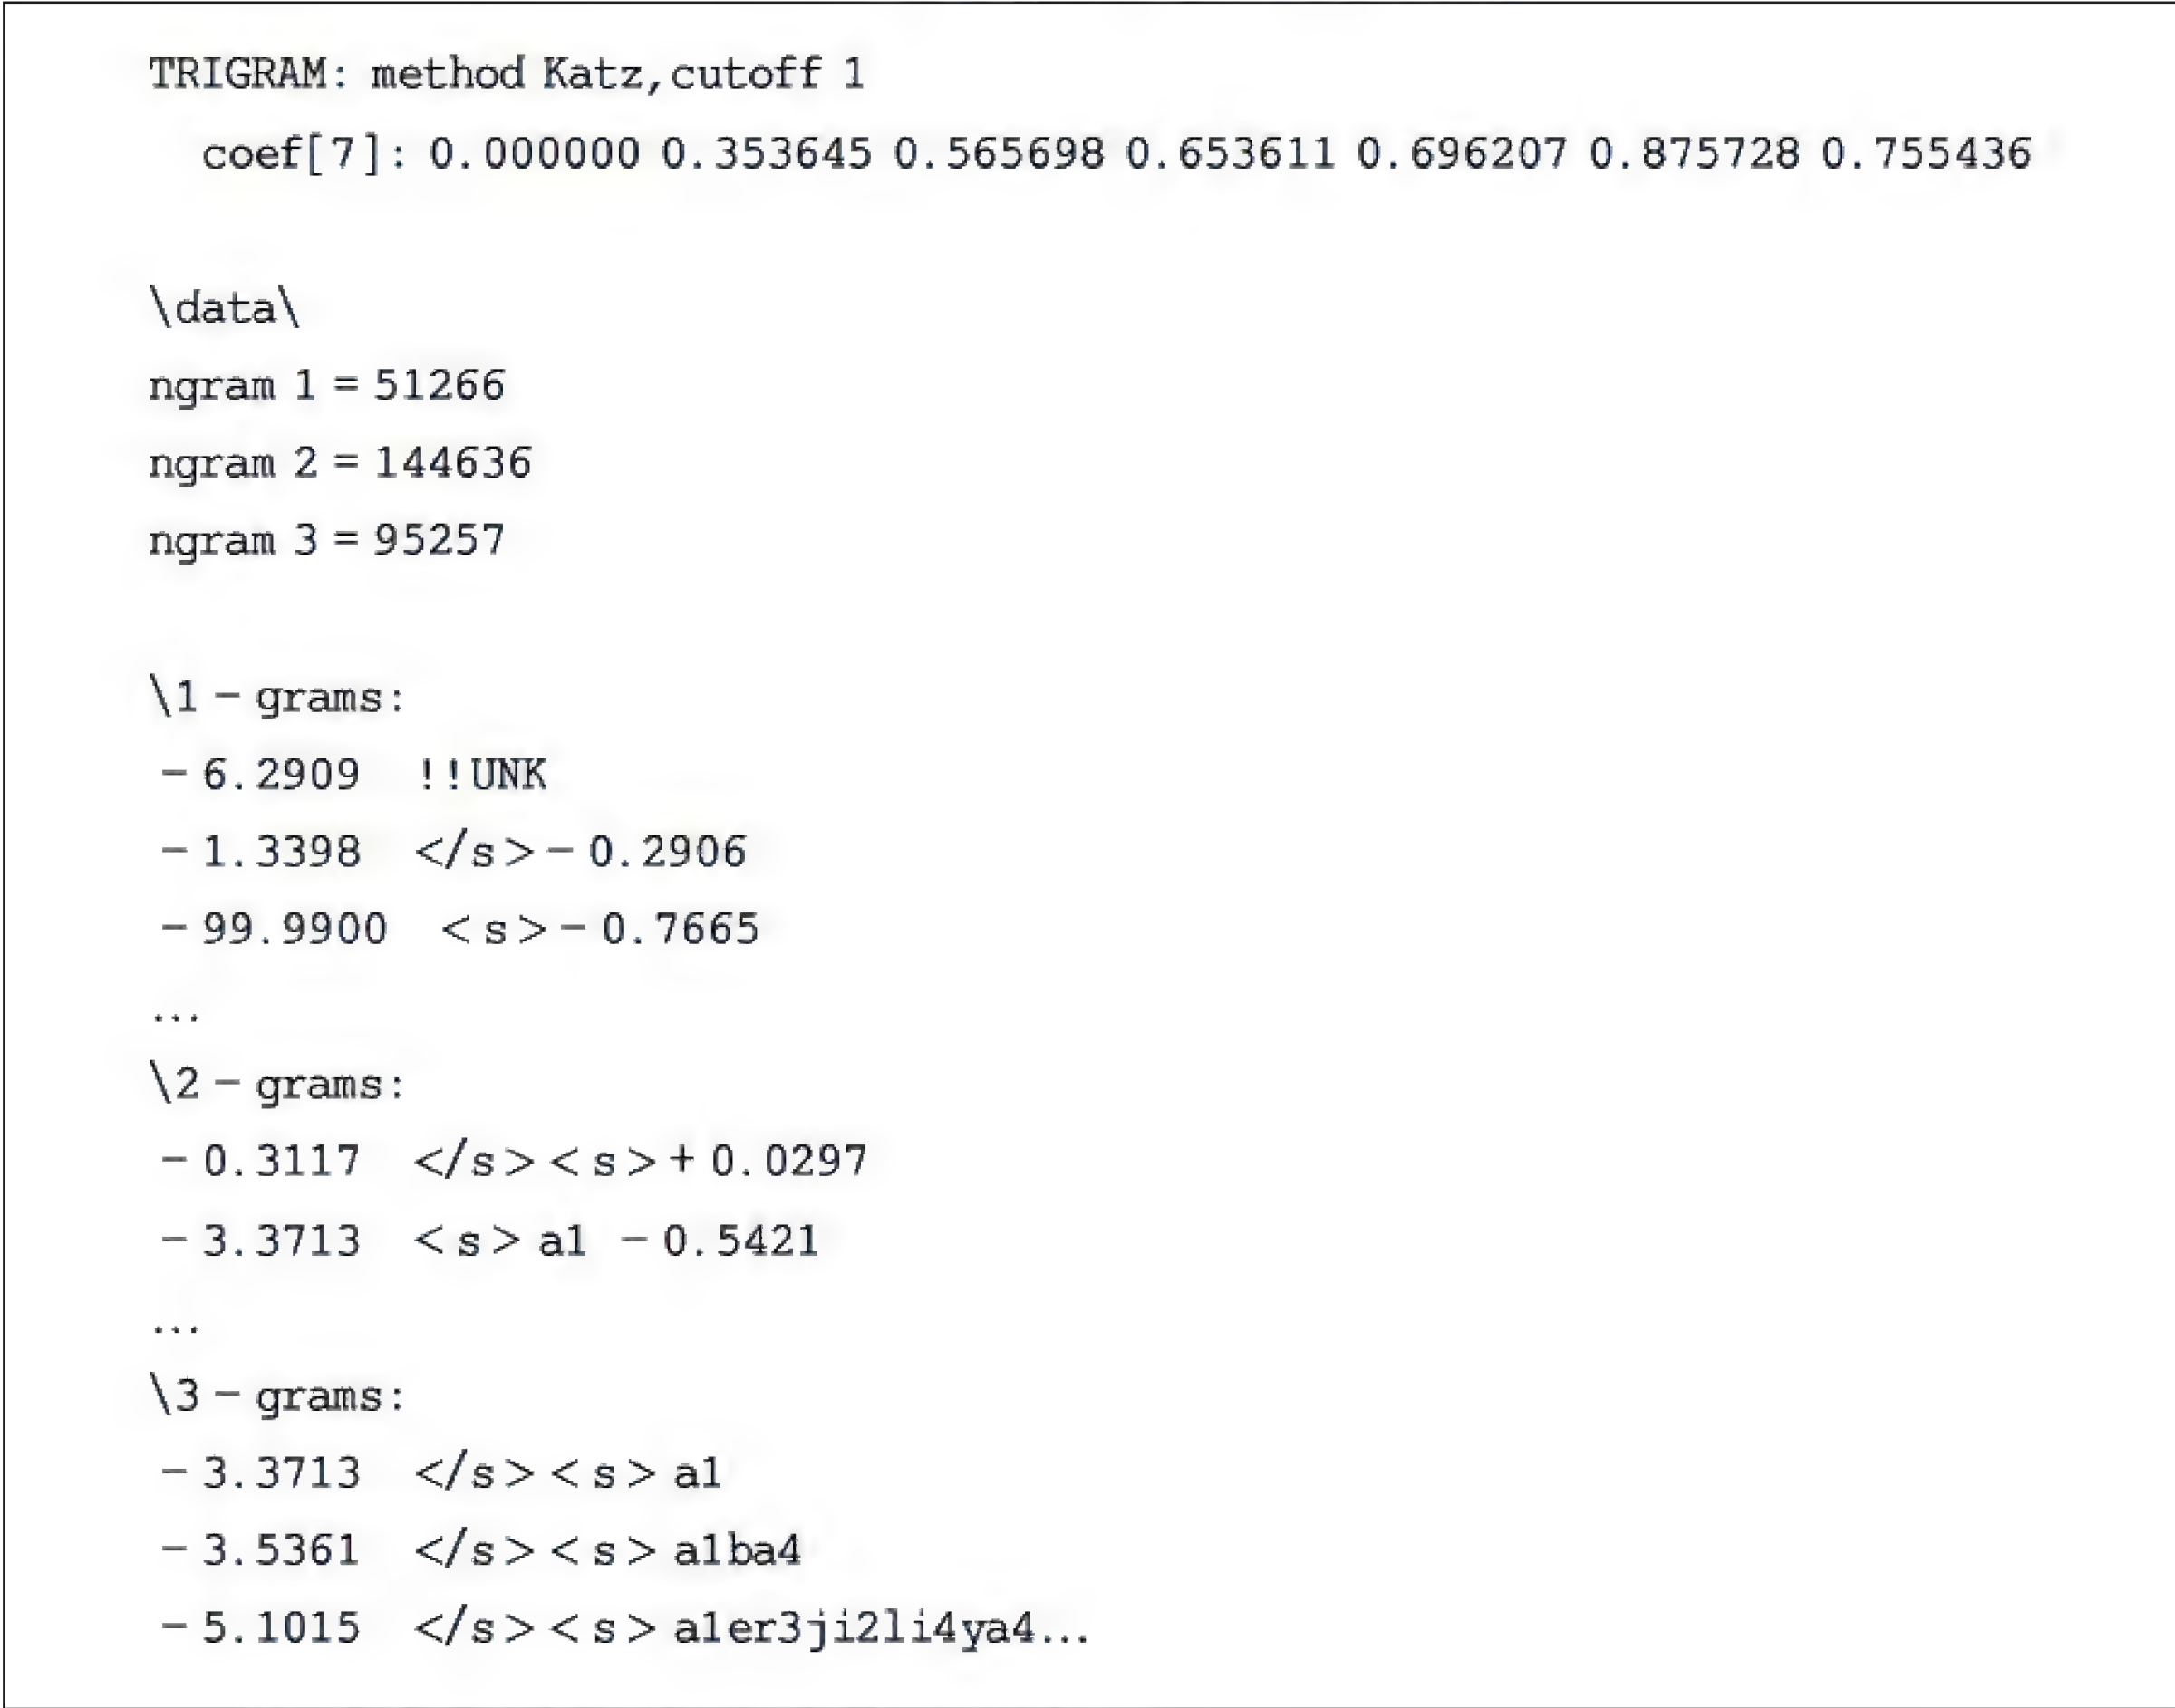 TRIGRAM: method Katz,cutoff 1
coef[7]: 0.000000 0.353645 0.565698 0.653611 0.696207 0.875728 0.755436
\data\
ngram 1 = 51266
ngram 2 = 144636
ngram 3 = 95257
\1 - grams:
- 6.2909 !!UNK
- 1.3398 </s> - 0.2906
- 99.9900 <s> - 0.7665
...
\2 - grams:
- 0.3117 </s><s> + 0.0297
- 3.3713 <s> a1 - 0.5421
...
\3 - grams:
- 3.3713 </s><s> a1
- 3.5361 </s><s> a1ba4
- 5.1015 </s><s> a1er3ji2li4ya4...